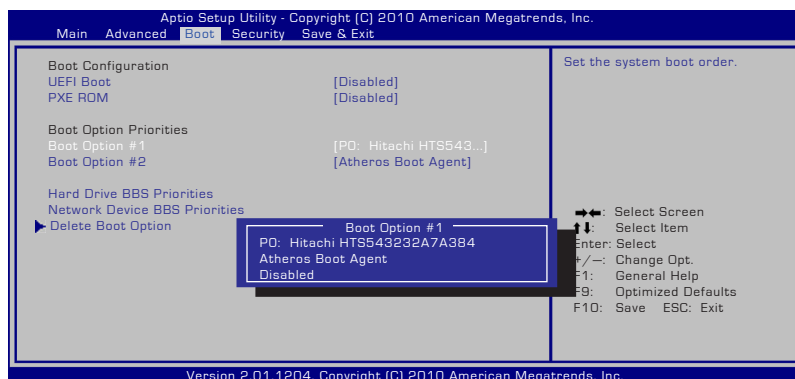 Aptio Setup Utility - Copyright (C) 2010 American Megatrends, Inc.
Main Advanced Boot Security Save & Exit
Boot Configuration
UEFI Boot [Disabled]
PXE ROM [Disabled]
Boot Option Priorities
Boot Option #1 [P0: Hitachi HTS543...]
Boot Option #2 [Atheros Boot Agent]
Hard Drive BBS Priorities
Network Device BBS Priorities
Delete Boot Option
Boot Option #1
P0: Hitachi HTS543232A7A384
Atheros Boot Agent
Disabled
Set the system boot order.
→←: Select Screen
↑↓: Select Item
Enter: Select
+/—: Change Opt.
F1: General Help
F9: Optimized Defaults
F10: Save ESC: Exit
Version 2.01.1204. Copyright (C) 2010 American Megatrends, Inc.